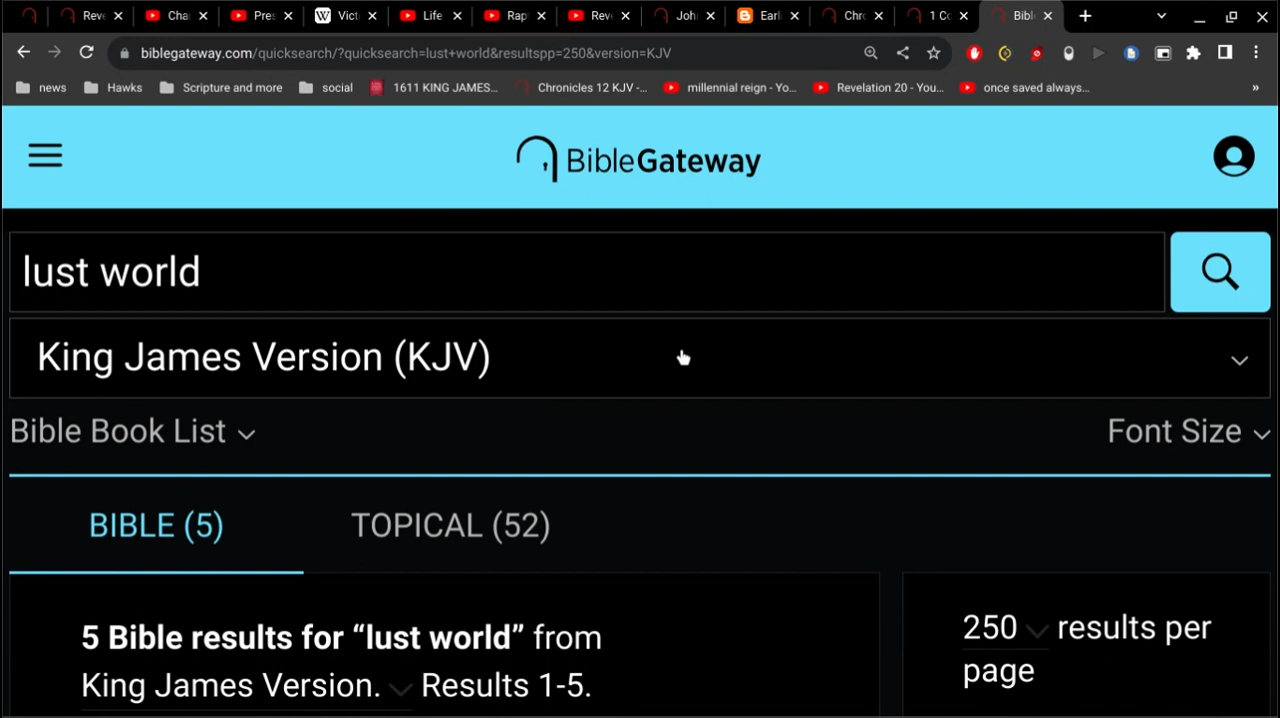 Reve
Cha
Pres
Victo
Life
Rap
Reve
John
Earli
Chro
1 Co
Bibl
biblegateway.com/quicksearch/?quicksearch=lust+world&resultspp=250&version=KJV
news
Hawks
Scripture and more
social
1611 KING JAMES...
Chronicles 12 KJV -...
millennial reign - Yo...
Revelation 20 - You...
once saved always...
»
BibleGateway
lust world
King James Version (KJV)
Bible Book List
Font Size
BIBLE (5)
TOPICAL (52)
5 Bible results for “lust world” from
King James Version. Results 1-5.
250 results per
page